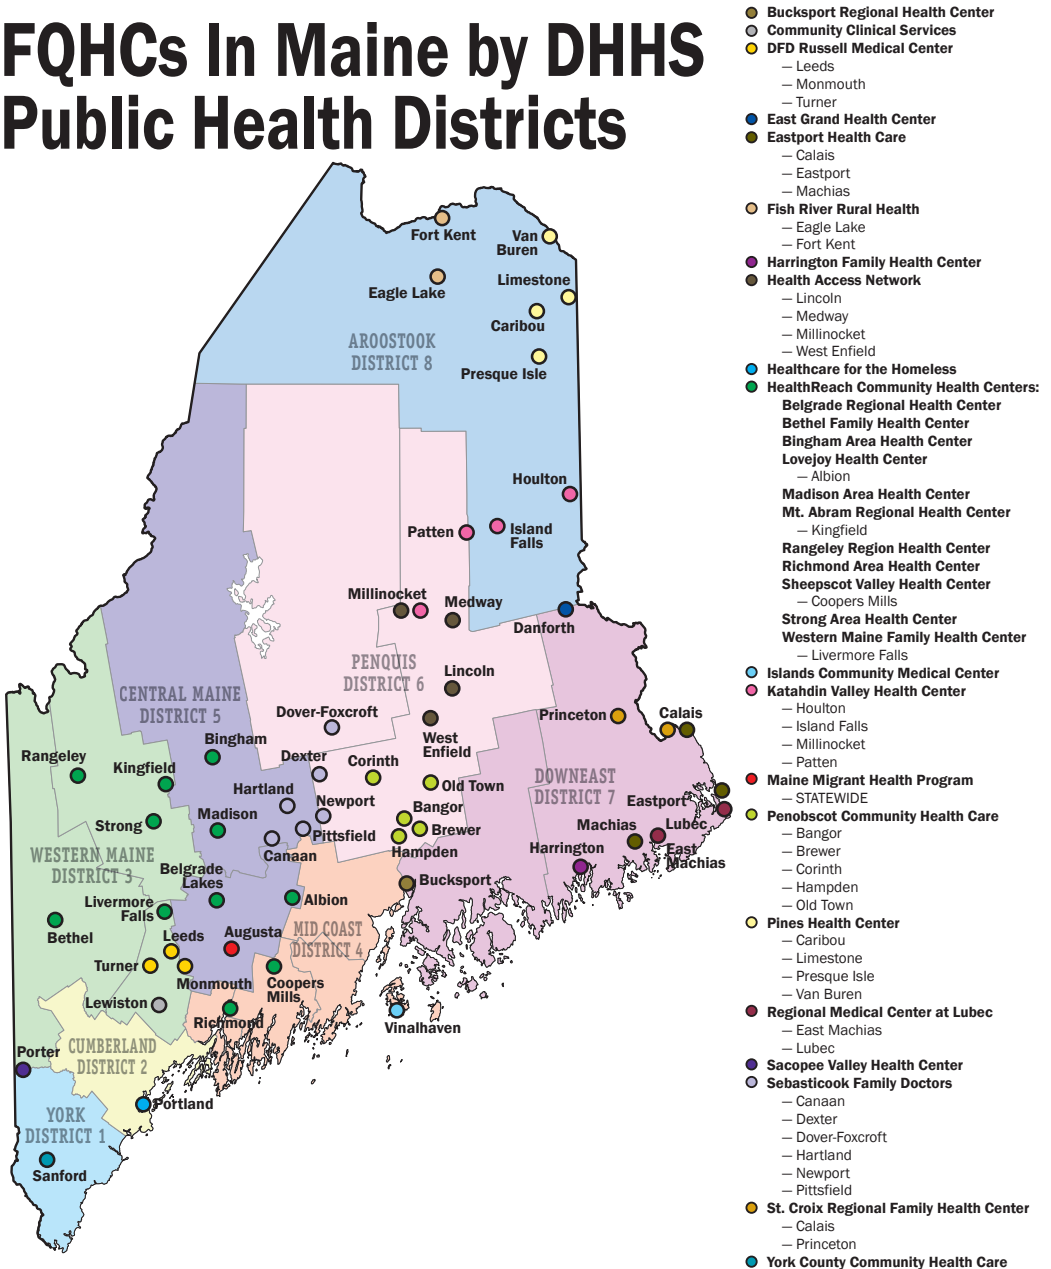 FQHCs In Maine by DHHS
Public Health Districts
Bucksport Regional Health Center
Community Clinical Services
DFD Russell Medical Center
— Leeds
— Monmouth
— Turner
East Grand Health Center
Eastport Health Care
— Calais
— Eastport
— Machias
Fish River Rural Health
— Eagle Lake
— Fort Kent
Harrington Family Health Center
Health Access Network
— Lincoln
— Medway
— Millinocket
— West Enfield
Healthcare for the Homeless
HealthReach Community Health Centers:
Belgrade Regional Health Center
Bethel Family Health Center
Bingham Area Health Center
Lovejoy Health Center
— Albion
Madison Area Health Center
Mt. Abram Regional Health Center
— Kingfield
Rangeley Region Health Center
Richmond Area Health Center
Sheepscot Valley Health Center
— Coopers Mills
Strong Area Health Center
Western Maine Family Health Center
— Livermore Falls
Islands Community Medical Center
Katahdin Valley Health Center
— Houlton
— Island Falls
— Millinocket
— Patten
Maine Migrant Health Program
— STATEWIDE
Penobscot Community Health Care
— Bangor
— Brewer
— Corinth
— Hampden
— Old Town
Pines Health Center
— Caribou
— Limestone
— Presque Isle
— Van Buren
Regional Medical Center at Lubec
— East Machias
— Lubec
Sacopee Valley Health Center
Sebasticook Family Doctors
— Canaan
— Dexter
— Dover-Foxcroft
— Hartland
— Newport
— Pittsfield
St. Croix Regional Family Health Center
— Calais
— Princeton
York County Community Health Care
Fort Kent
Van
Buren
Eagle Lake
Limestone
Caribou
AROOSTOOK
DISTRICT 8
Presque Isle
Houlton
Patten
Island
Falls
Millinocket
Medway
Danforth
PENQUIS
DISTRICT 6
Lincoln
CENTRAL MAINE
DISTRICT 5
Dover-Foxcroft
Princeton
Calais
West
Enfield
Bingham
Rangeley
Kingfield
Dexter
Corinth
Old Town
DOWNEAST
DISTRICT 7
Hartland
Newport
Bangor
Eastport
Madison
Strong
Pittsfield
Brewer
Machias
Lubec
Canaan
Hampden
Harrington
East
Machias
WESTERN MAINE
DISTRICT 3
Belgrade
Lakes
Bucksport
Livermore
Falls
Albion
Bethel
Leeds
Augusta
MID COAST
DISTRICT 4
Turner
Monmouth
Coopers
Mills
Lewiston
Richmond
Vinalhaven
Porter
CUMBERLAND
DISTRICT 2
Portland
YORK
DISTRICT 1
Sanford